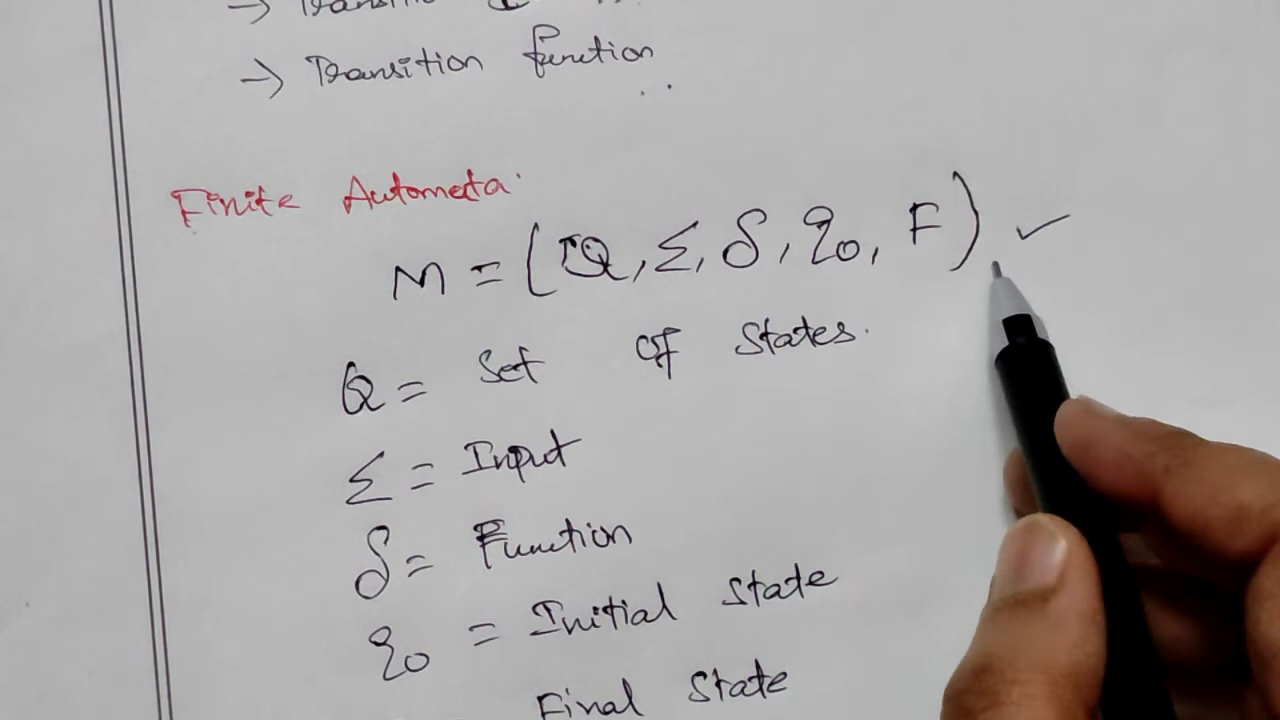 → Transition function
Finite Automata
M = (Q, Σ, δ, q0, F) ✓
Q = Set of States.
Σ = Input
δ = Function
q0 = Initial State
Final State